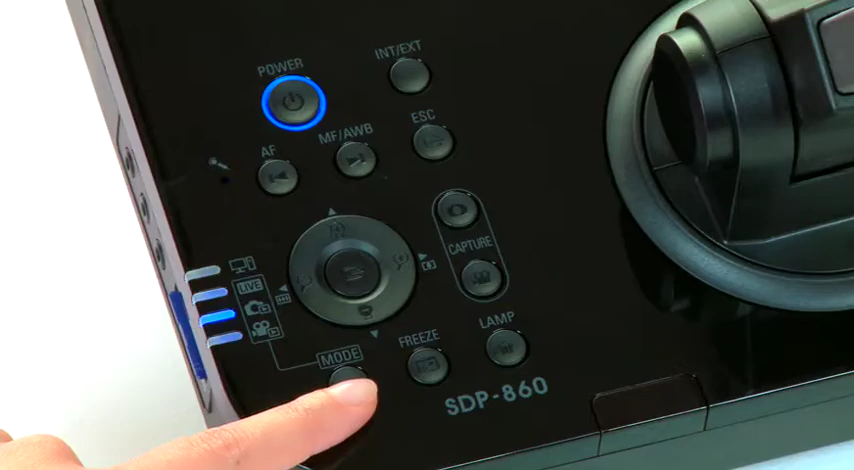 POWER
INT/EXT
AF
MF/AWB
ESC
CAPTURE
LIVE
MODE
FREEZE
LAMP
SDP-860